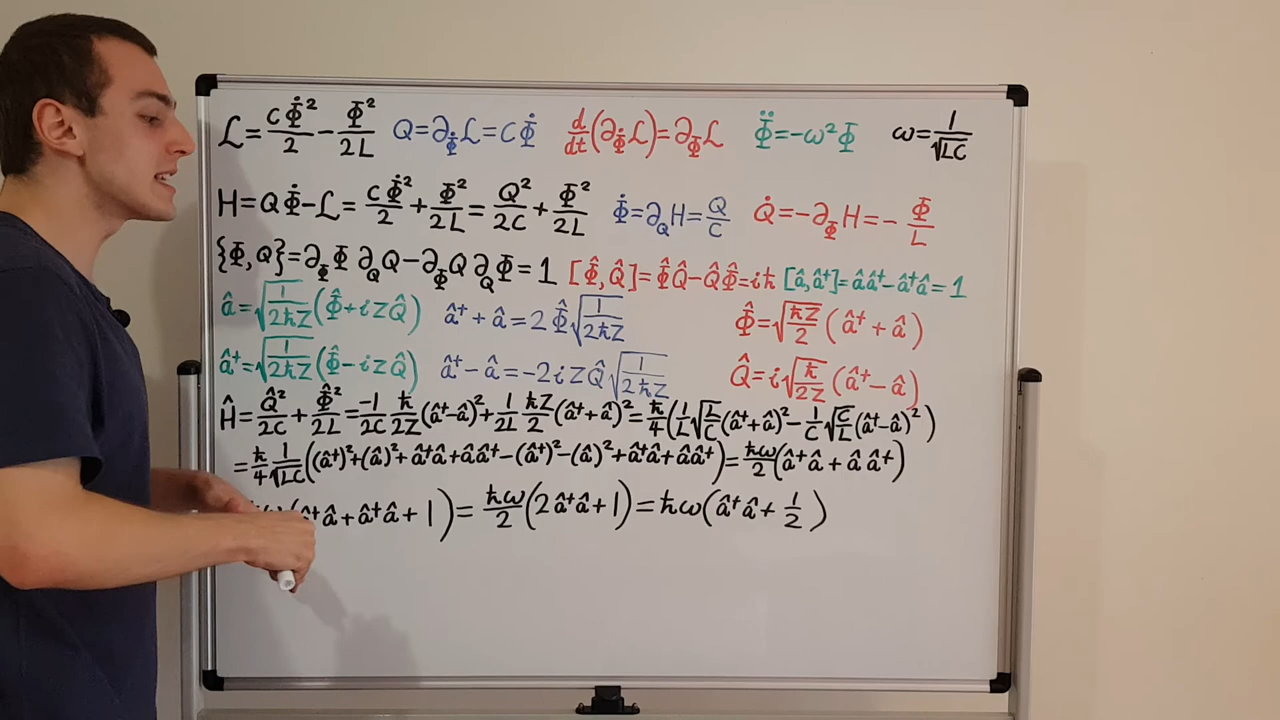 ℒ = CΦ̇²/2 − Φ²/2L Q = ∂_Φ̇ ℒ = CΦ̇ d/dt(∂_Φ̇ ℒ) = ∂_Φ ℒ Φ̈ = −ω²Φ ω = 1/√LC
H = QΦ̇ − ℒ = CΦ̇²/2 + Φ²/2L = Q²/2C + Φ²/2L Φ̇ = ∂_Q H = Q/C Q̇ = −∂_Φ H = − Φ/L
{Φ,Q} = ∂_Φ Φ ∂_Q Q − ∂_Φ Q ∂_Q Φ = 1 [Φ̂,Q̂] = Φ̂Q̂ − Q̂Φ̂ = iħ [â,â†] = ââ† − â†â = 1
â = √(1/2ħZ) (Φ̂ + iZQ̂) â† + â = 2Φ̂√(1/2ħZ) Φ̂ = √(ħZ/2) (â† + â)
â† = √(1/2ħZ) (Φ̂ − iZQ̂) â† − â = −2iZQ̂√(1/2ħZ) Q̂ = i√(ħ/2Z) (â† − â)
Ĥ = Q̂²/2C + Φ̂²/2L = −1/2C ħ/2Z (â† − â)² + 1/2L ħZ/2 (â† + â)² = ħ/4 (1/L √(L/C) (â† + â)² − 1/C √(C/L) (â† − â)²)
= ħ/4 1/√LC ((â†)² + (â)² + â†â + ââ† − (â†)² − (â)² + â†â + ââ†) = ħω/2 (â†â + ââ†)
â + â†â + 1) = ħω/2 (2â†â + 1) = ħω(â†â + 1/2)